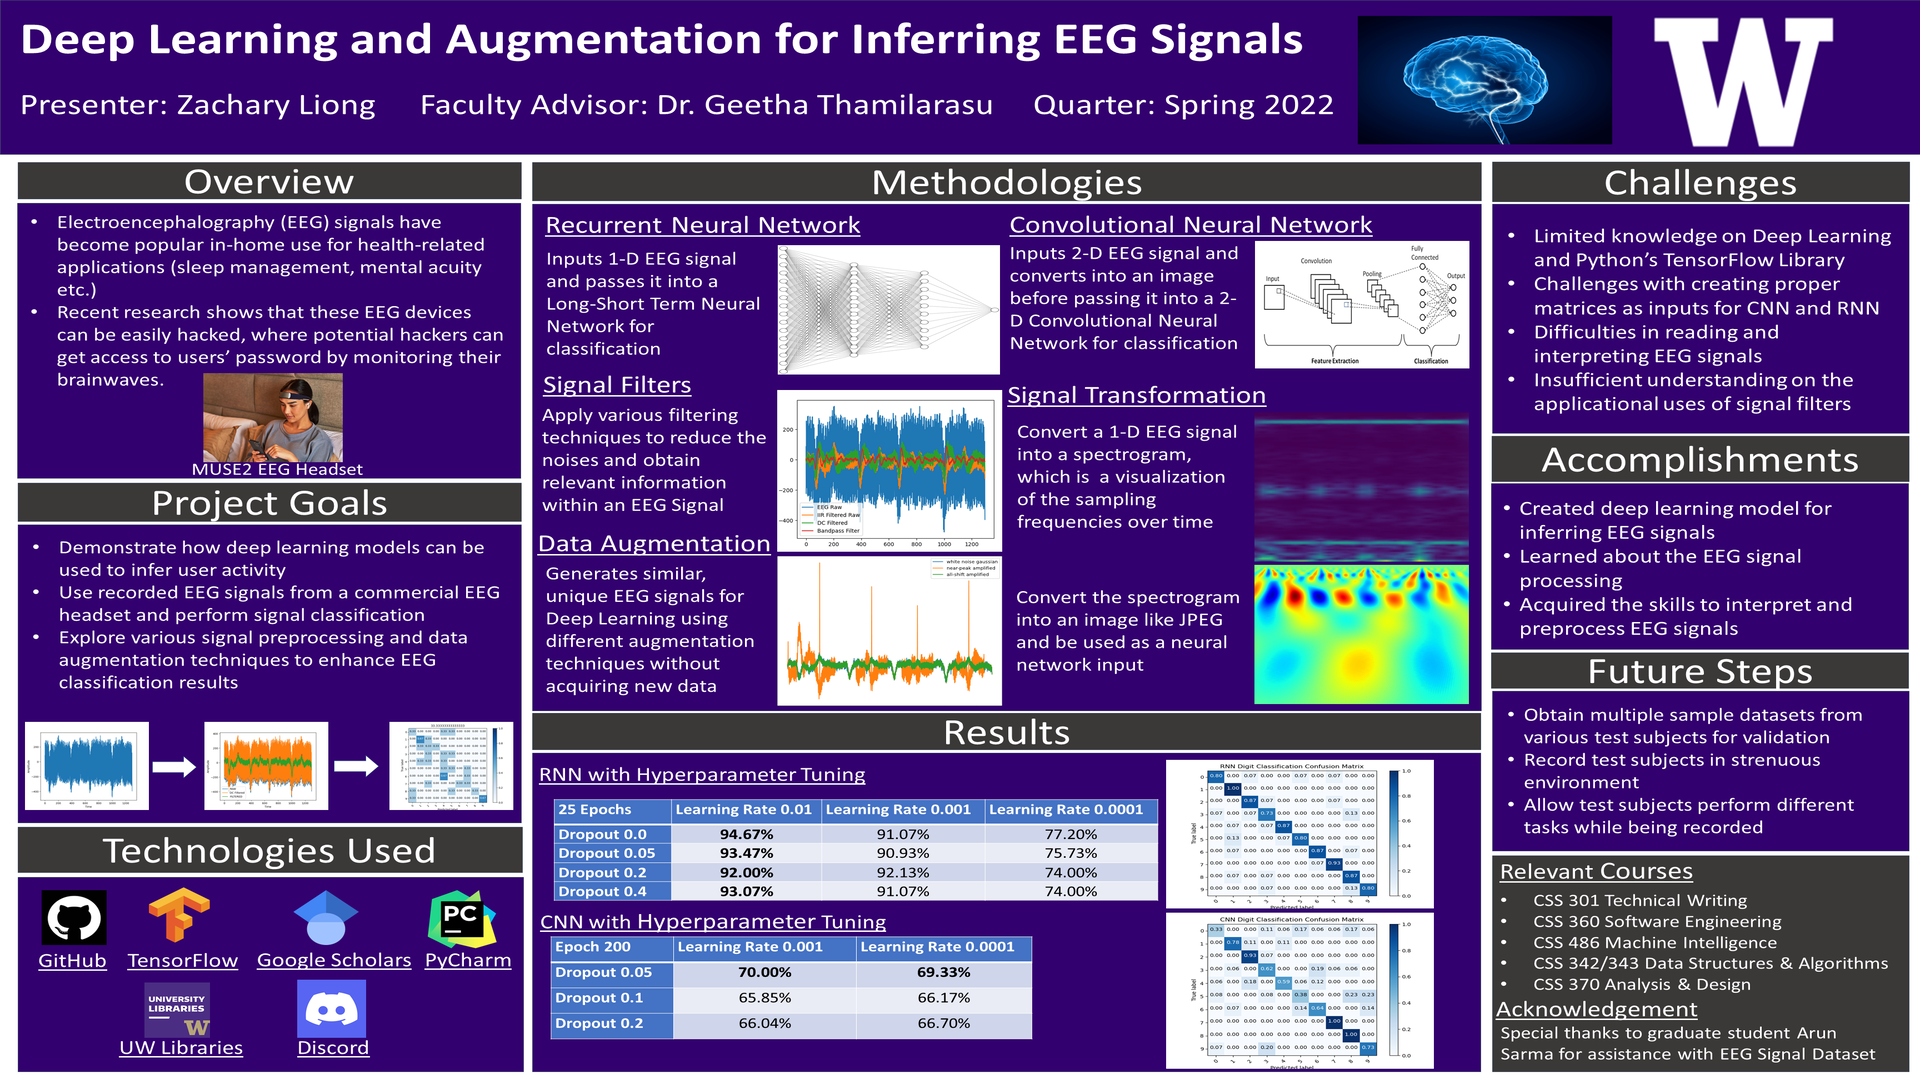 Deep Learning and Augmentation for Inferring EEG Signals
Presenter: Zachary Liong Faculty Advisor: Dr. Geetha Thamilarasu Quarter: Spring 2022
W
Overview
• Electroencephalography (EEG) signals have
become popular in-home use for health-related
applications (sleep management, mental acuity
etc.)
• Recent research shows that these EEG devices
can be easily hacked, where potential hackers can
get access to users’ password by monitoring their
brainwaves.
MUSE2 EEG Headset
Project Goals
• Demonstrate how deep learning models can be
used to infer user activity
• Use recorded EEG signals from a commercial EEG
headset and perform signal classification
• Explore various signal preprocessing and data
augmentation techniques to enhance EEG
classification results
Technologies Used
GitHub
TensorFlow
Google Scholars
PC
PyCharm
UNIVERSITY
LIBRARIES
W
UW Libraries
Discord
Methodologies
Recurrent Neural Network
Inputs 1-D EEG signal
and passes it into a
Long-Short Term Neural
Network for
classification
Signal Filters
Apply various filtering
techniques to reduce the
noises and obtain
relevant information
within an EEG Signal
200
0
−200
−400
0 200 400 600 800 1000 1200
EEG Raw
IIR Filtered Raw
DC Filtered
Bandpass Filter
Data Augmentation
Generates similar,
unique EEG signals for
Deep Learning using
different augmentation
techniques without
acquiring new data
white noise gaussian
near-peak amplified
all-shift amplified
Convolutional Neural Network
Inputs 2-D EEG signal and
converts into an image
before passing it into a 2-
D Convolutional Neural
Network for classification
Input
Convolution
Pooling
Fully
Connected
Output
Feature Extraction
Classification
Signal Transformation
Convert a 1-D EEG signal
into a spectrogram,
which is a visualization
of the sampling
frequencies over time
Convert the spectrogram
into an image like JPEG
and be used as a neural
network input
Results
RNN with Hyperparameter Tuning
25 Epochs Learning Rate 0.01 Learning Rate 0.001 Learning Rate 0.0001
Dropout 0.0 94.67% 91.07% 77.20%
Dropout 0.05 93.47% 90.93% 75.73%
Dropout 0.2 92.00% 92.13% 74.00%
Dropout 0.4 93.07% 91.07% 74.00%
CNN with Hyperparameter Tuning
Epoch 200 Learning Rate 0.001 Learning Rate 0.0001
Dropout 0.05 70.00% 69.33%
Dropout 0.1 65.85% 66.17%
Dropout 0.2 66.04% 66.70%
RNN Digit Classification Confusion Matrix
True label
Predicted label
CNN Digit Classification Confusion Matrix
True label
Predicted label
Challenges
• Limited knowledge on Deep Learning
and Python’s TensorFlow Library
• Challenges with creating proper
matrices as inputs for CNN and RNN
• Difficulties in reading and
interpreting EEG signals
• Insufficient understanding on the
applicational uses of signal filters
Accomplishments
• Created deep learning model for
inferring EEG signals
• Learned about the EEG signal
processing
• Acquired the skills to interpret and
preprocess EEG signals
Future Steps
• Obtain multiple sample datasets from
various test subjects for validation
• Record test subjects in strenuous
environment
• Allow test subjects perform different
tasks while being recorded
Relevant Courses
• CSS 301 Technical Writing
• CSS 360 Software Engineering
• CSS 486 Machine Intelligence
• CSS 342/343 Data Structures & Algorithms
• CSS 370 Analysis & Design
Acknowledgement
Special thanks to graduate student Arun
Sarma for assistance with EEG Signal Dataset